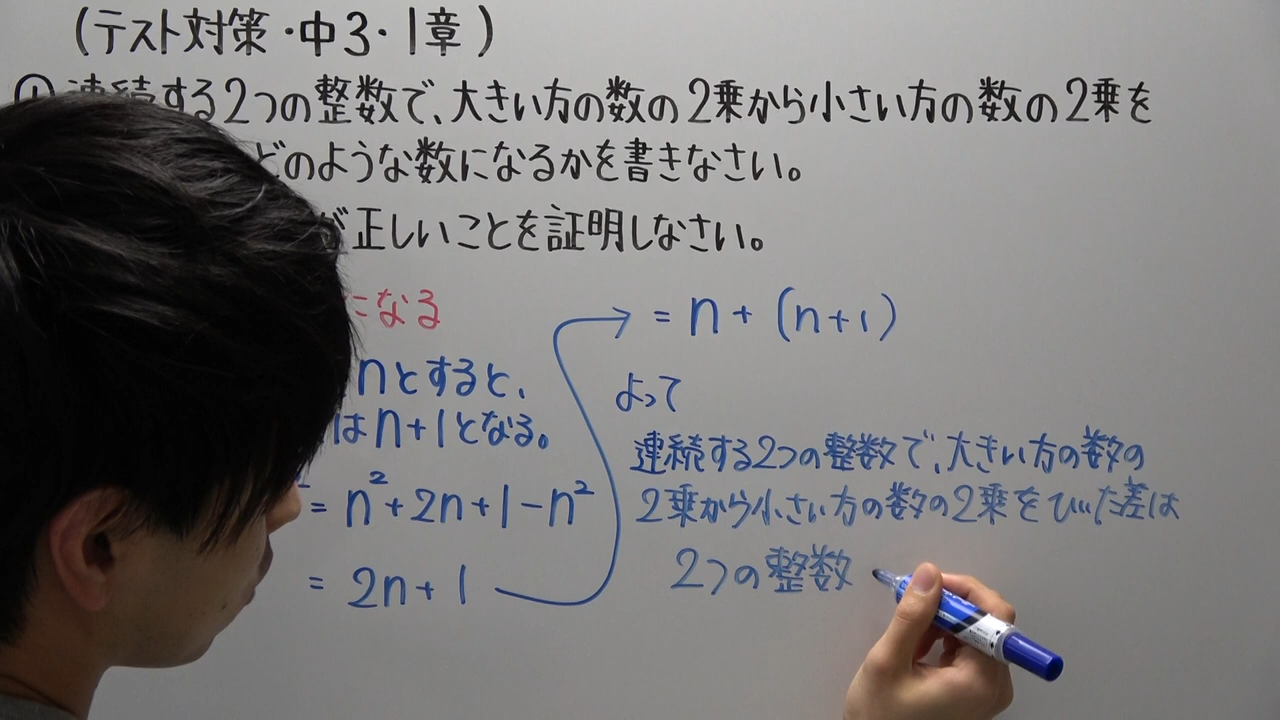 (テスト対策・中3・1章)
① 連続する2つの整数で、大きい方の数の2乗から小さい方の数の2乗を
どのような数になるかを書きなさい。
が正しいことを証明しなさい。
になる
nとすると、
はn+1となる。
= n²+2n+1-n²
= 2n+1
= n+(n+1)
よって
連続する2つの整数で、大きい方の数の
2乗から小さい方の数の2乗をひいた差は
2つの整数